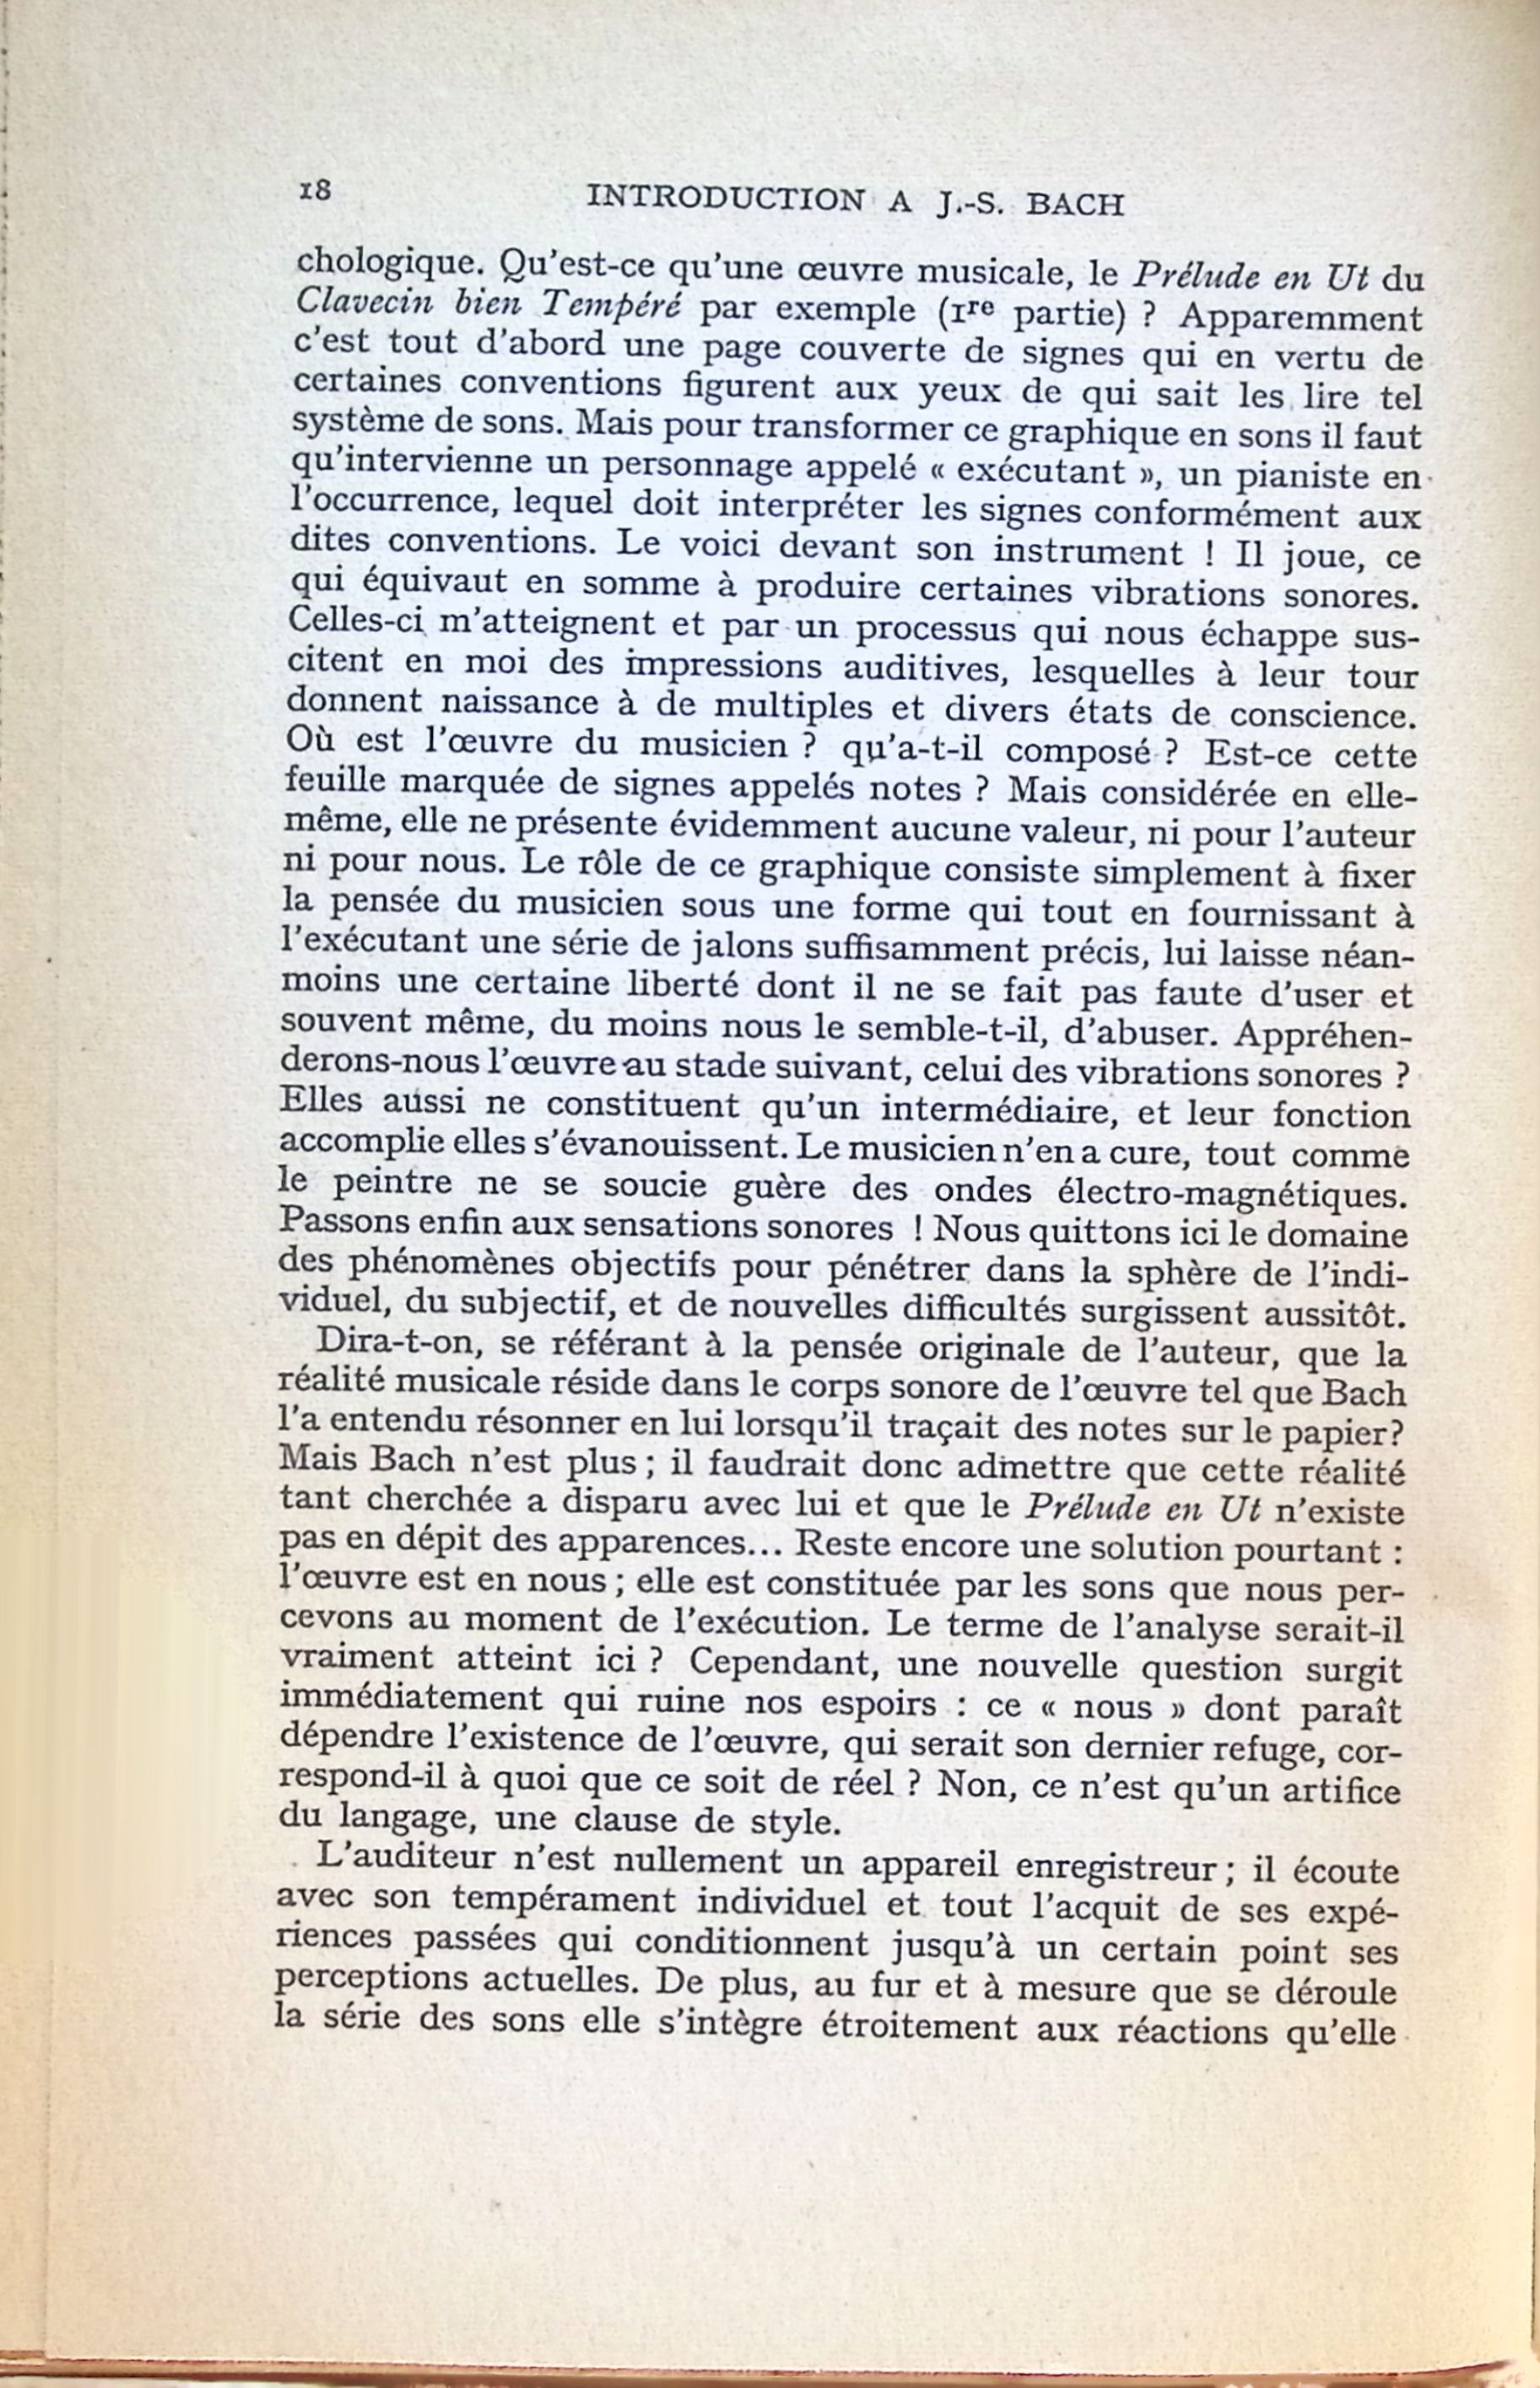 18 INTRODUCTION A J.-S. BACH
chologique. Qu'est-ce qu'une œuvre musicale, le Prélude en Ut du
Clavecin bien Tempéré par exemple (1re partie) ? Apparemment
c'est tout d'abord une page couverte de signes qui en vertu de
certaines conventions figurent aux yeux de qui sait les lire tel
système de sons. Mais pour transformer ce graphique en sons il faut
qu'intervienne un personnage appelé « exécutant », un pianiste en
l'occurrence, lequel doit interpréter les signes conformément aux
dites conventions. Le voici devant son instrument ! Il joue, ce
qui équivaut en somme à produire certaines vibrations sonores.
Celles-ci m'atteignent et par un processus qui nous échappe sus-
citent en moi des impressions auditives, lesquelles à leur tour
donnent naissance à de multiples et divers états de conscience.
Où est l'œuvre du musicien ? qu'a-t-il composé ? Est-ce cette
feuille marquée de signes appelés notes ? Mais considérée en elle-
même, elle ne présente évidemment aucune valeur, ni pour l'auteur
ni pour nous. Le rôle de ce graphique consiste simplement à fixer
la pensée du musicien sous une forme qui tout en fournissant à
l'exécutant une série de jalons suffisamment précis, lui laisse néan-
moins une certaine liberté dont il ne se fait pas faute d'user et
souvent même, du moins nous le semble-t-il, d'abuser. Appréhen-
derons-nous l'œuvre au stade suivant, celui des vibrations sonores ?
Elles aussi ne constituent qu'un intermédiaire, et leur fonction
accomplie elles s'évanouissent. Le musicien n'en a cure, tout comme
le peintre ne se soucie guère des ondes électro-magnétiques.
Passons enfin aux sensations sonores ! Nous quittons ici le domaine
des phénomènes objectifs pour pénétrer dans la sphère de l'indi-
viduel, du subjectif, et de nouvelles difficultés surgissent aussitôt.
Dira-t-on, se référant à la pensée originale de l'auteur, que la
réalité musicale réside dans le corps sonore de l'œuvre tel que Bach
l'a entendu résonner en lui lorsqu'il traçait des notes sur le papier?
Mais Bach n'est plus ; il faudrait donc admettre que cette réalité
tant cherchée a disparu avec lui et que le Prélude en Ut n'existe
pas en dépit des apparences... Reste encore une solution pourtant :
l'œuvre est en nous ; elle est constituée par les sons que nous per-
cevons au moment de l'exécution. Le terme de l'analyse serait-il
vraiment atteint ici ? Cependant, une nouvelle question surgit
immédiatement qui ruine nos espoirs : ce « nous » dont paraît
dépendre l'existence de l'œuvre, qui serait son dernier refuge, cor-
respond-il à quoi que ce soit de réel ? Non, ce n'est qu'un artifice
du langage, une clause de style.
L'auditeur n'est nullement un appareil enregistreur ; il écoute
avec son tempérament individuel et tout l'acquit de ses expé-
riences passées qui conditionnent jusqu'à un certain point ses
perceptions actuelles. De plus, au fur et à mesure que se déroule
la série des sons elle s'intègre étroitement aux réactions qu'elle